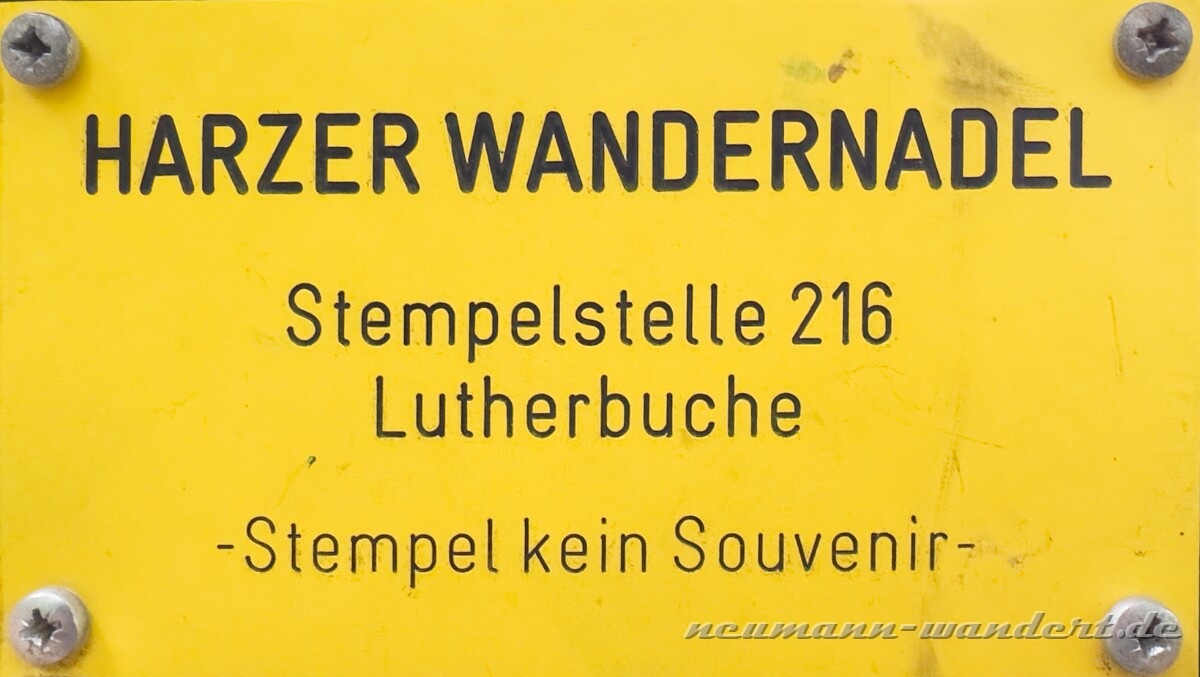 HARZER WANDERNADEL
Stempelstelle 216
Lutherbuche
-Stempel kein Souvenir-
neumann-wandert.de